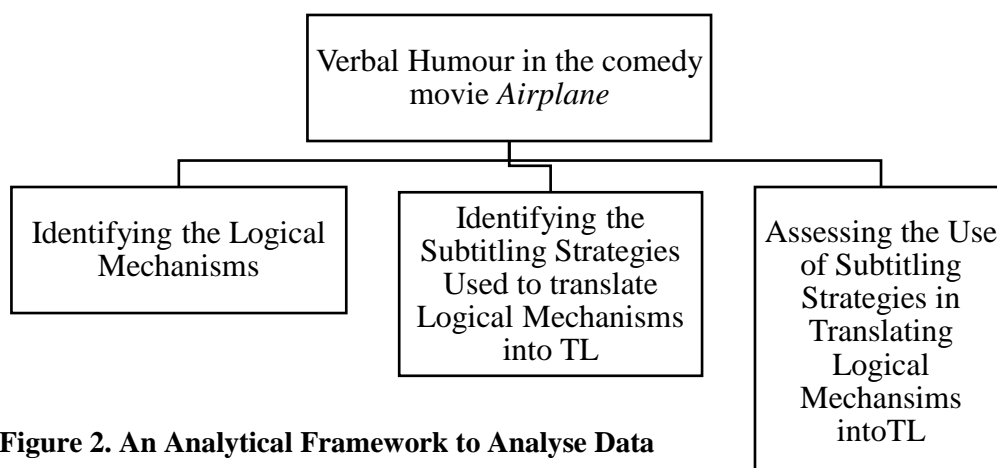 Verbal Humour in the comedy
movie Airplane
Identifying the Logical
Mechanisms
Identifying the
Subtitling Strategies
Used to translate
Logical Mechanisms
into TL
Assessing the Use
of Subtitling
Strategies in
Translating
Logical
Mechansims
intoTL
Figure 2. An Analytical Framework to Analyse Data